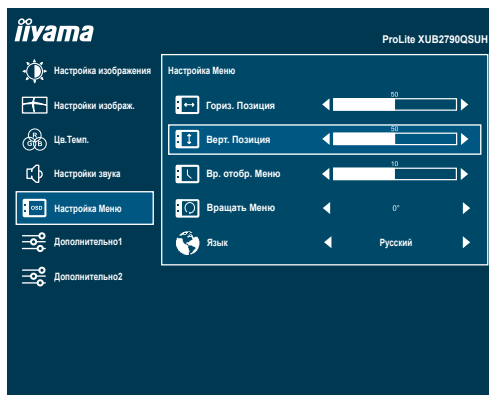 iiyama
ProLite XUB2790QSUH
Настройка изображения
Настройки изображ.
R
G B
Цв.Темп.
Настройки звука
OSD
Настройка Меню
Дополнительно1
Дополнительно2
Настройка Меню
Гориз. Позиция
50
Верт. Позиция
50
Вр. отобр. Меню
10
Вращать Меню
0°
Язык
Русский